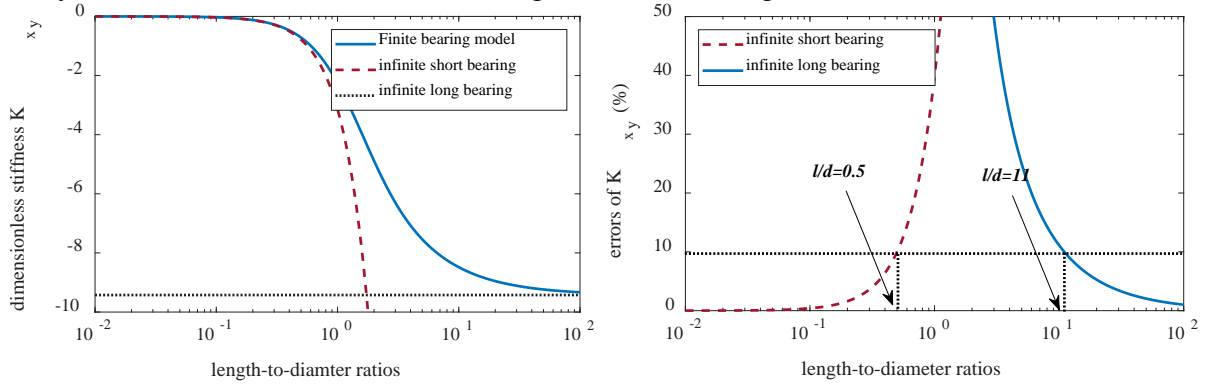 0
-2
-4
-6
-8
-10
10^-2
10^-1
10^0
10^1
10^2
dimensionless stiffness K_xy
length-to-diamter ratios
Finite bearing model
infinite short bearing
infinite long bearing
50
40
30
20
10
0
10^-2
10^-1
10^0
10^1
10^2
errors of K_xy (%)
length-to-diameter ratios
infinite short bearing
infinite long bearing
l/d=0.5
l/d=11